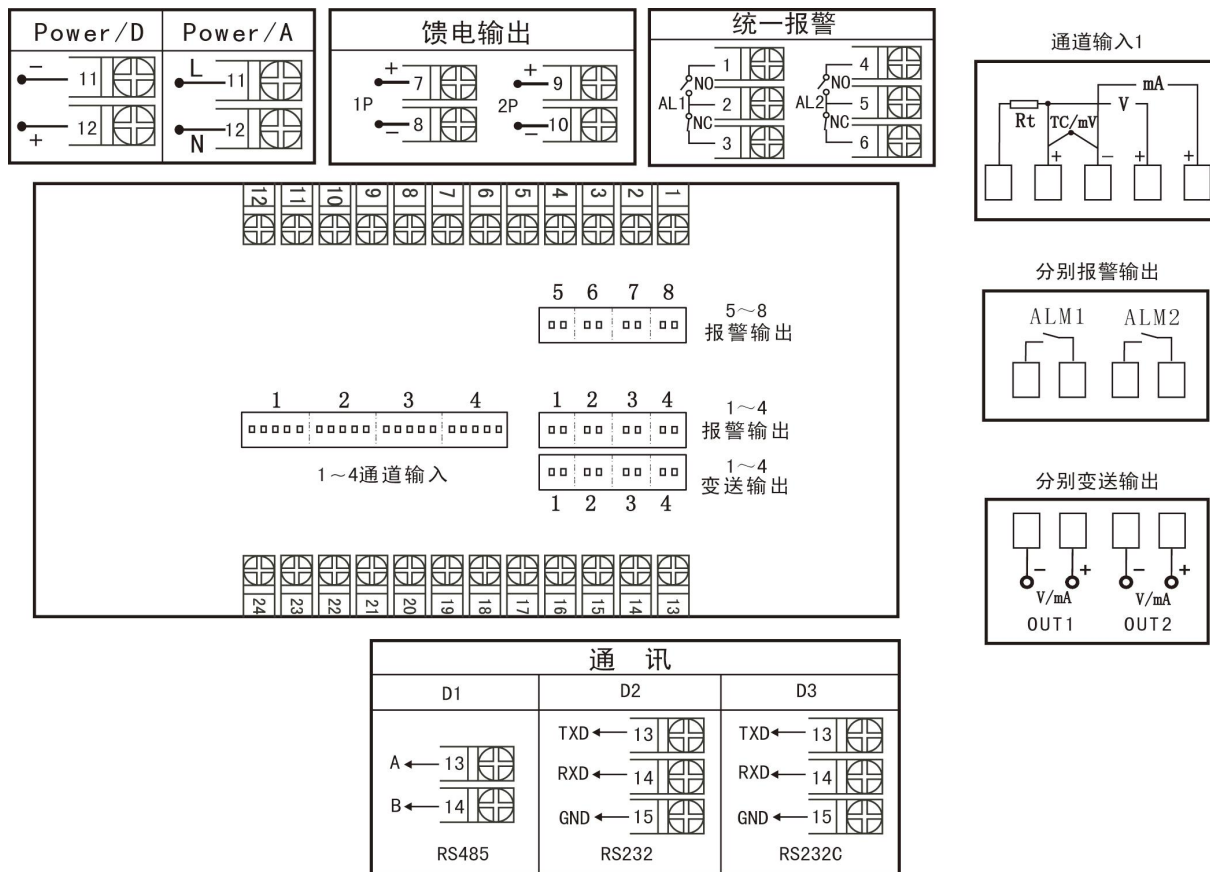 Power/D
Power/A
馈电输出
统一报警
通道输入1
- 11
+ 12
L 11
N 12
1P
+ 7
- 8
2P
+ 9
- 10
AL1
1
NO
2
NC
3
AL2
4
NO
5
NC
6
mA
V
Rt
TC/mV
+ - + +
12 11 10 9 8 7 6 5 4 3 2 1
5 6 7 8
5～8
报警输出
分别报警输出
ALM1 ALM2
1 2 3 4
1～4通道输入
1 2 3 4
1～4
报警输出
1～4
变送输出
1 2 3 4
分别变送输出
- + - +
V/mA V/mA
OUT1 OUT2
24 23 22 21 20 19 18 17 16 15 14 13
通 讯
D1 D2 D3
A 13
B 14
RS485
TXD 13
RXD 14
GND 15
RS232
TXD 13
RXD 14
GND 15
RS232C